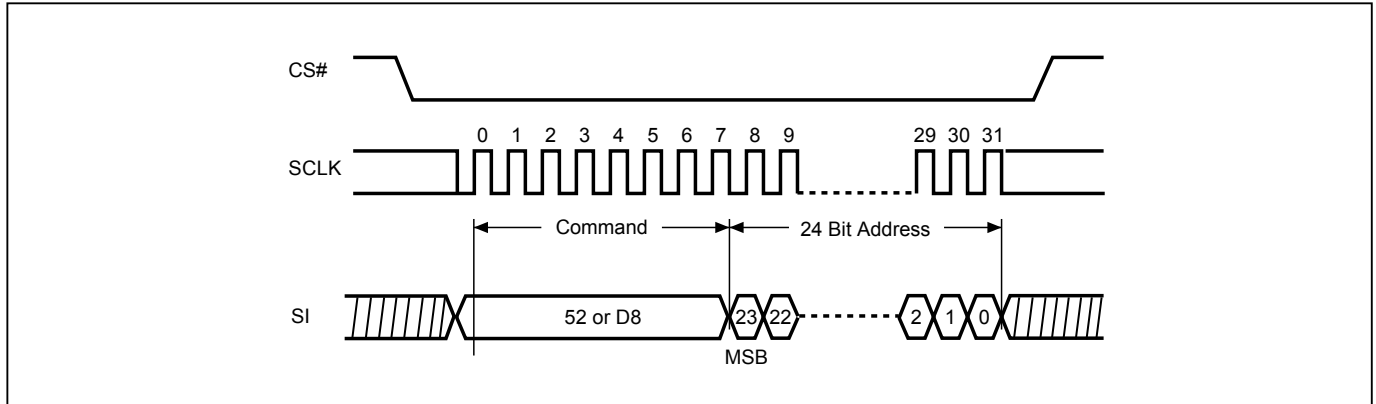 CS#
0 1 2 3 4 5 6 7 8 9 29 30 31
SCLK
Command 24 Bit Address
SI 52 or D8 23 22 2 1 0
MSB